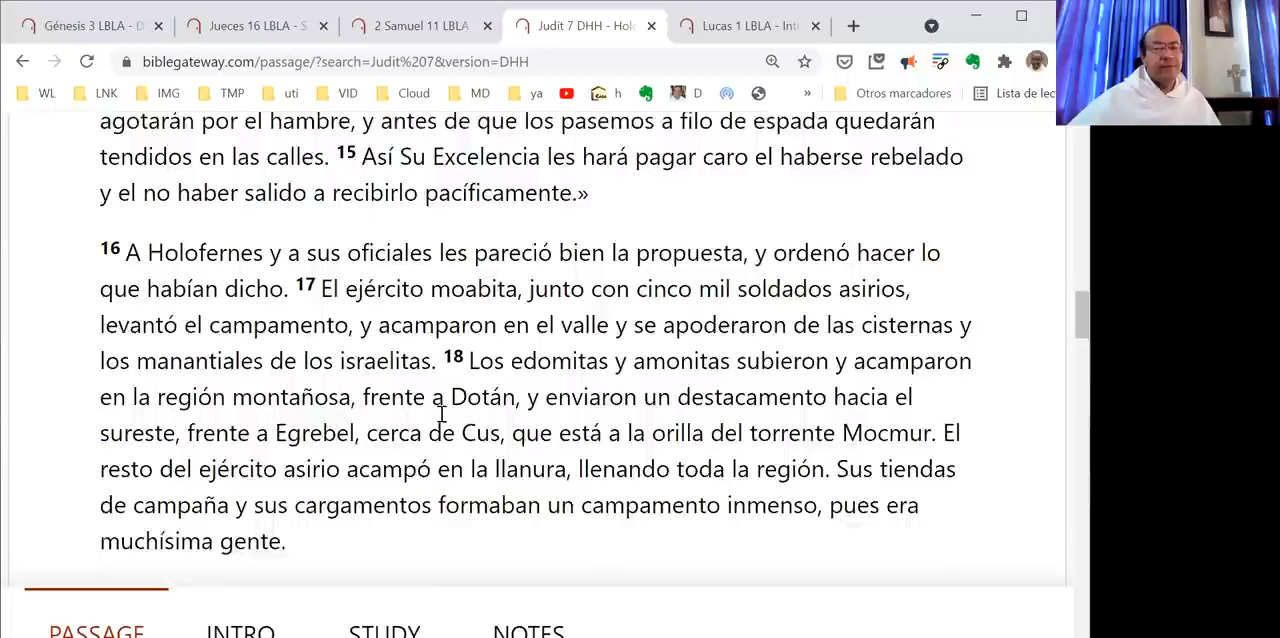 Génesis 3 LBLA - D
Jueces 16 LBLA - S
2 Samuel 11 LBLA
Judit 7 DHH - Hol
Lucas 1 LBLA - Int
biblegateway.com/passage/?search=Judit%207&version=DHH
WL LNK IMG TMP uti VID Cloud MD ya h D » Otros marcadores Lista de lec
agotarán por el hambre, y antes de que los pasemos a filo de espada quedarán
tendidos en las calles. 15 Así Su Excelencia les hará pagar caro el haberse rebelado
y el no haber salido a recibirlo pacíficamente.»
16 A Holofernes y a sus oficiales les pareció bien la propuesta, y ordenó hacer lo
que habían dicho. 17 El ejército moabita, junto con cinco mil soldados asirios,
levantó el campamento, y acamparon en el valle y se apoderaron de las cisternas y
los manantiales de los israelitas. 18 Los edomitas y amonitas subieron y acamparon
en la región montañosa, frente a Dotán, y enviaron un destacamento hacia el
sureste, frente a Egrebel, cerca de Cus, que está a la orilla del torrente Mocmur. El
resto del ejército asirio acampó en la llanura, llenando toda la región. Sus tiendas
de campaña y sus cargamentos formaban un campamento inmenso, pues era
muchísima gente.
PASSAGE INTRO STUDY NOTES